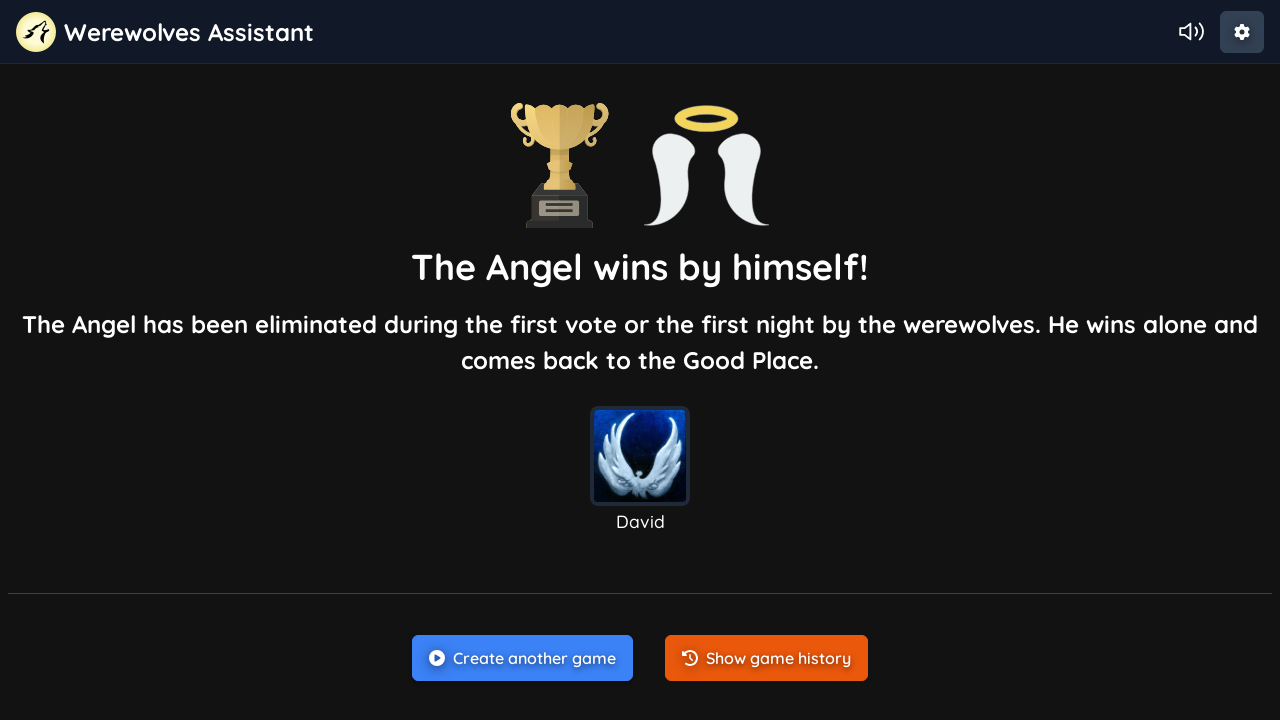 Werewolves Assistant
The Angel wins by himself!
The Angel has been eliminated during the first vote or the first night by the werewolves. He wins alone and
comes back to the Good Place.
David
Create another game
Show game history